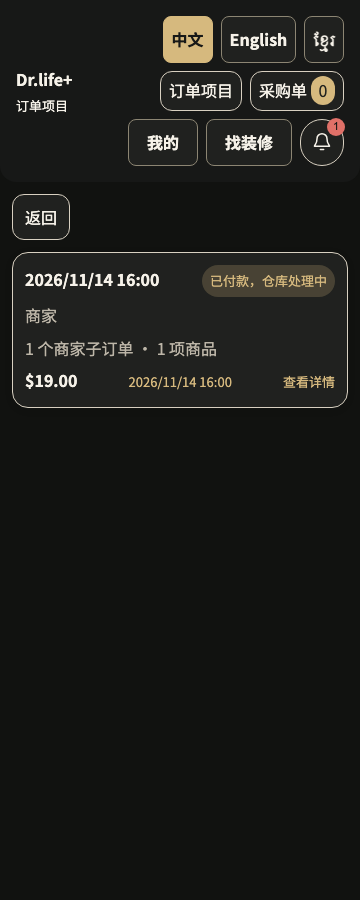 中文 English ខ្មែរ
Dr.life+
订单项目
订单项目 采购单 0
我的 找装修 1
返回
2026/11/14 16:00 已付款，仓库处理中
商家
1 个商家子订单 · 1 项商品
$19.00 2026/11/14 16:00 查看详情